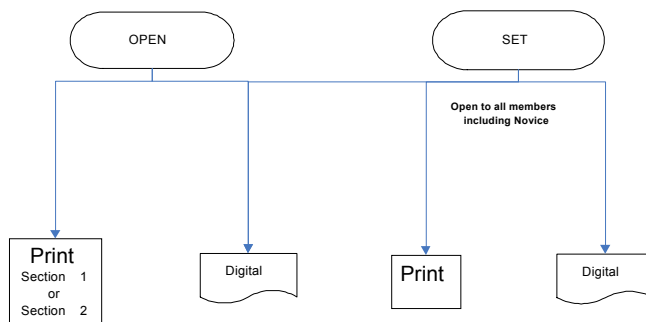 OPEN
SET
Open to all members
including Novice
Print
Section 1
or
Section 2
Digital
Print
Digital